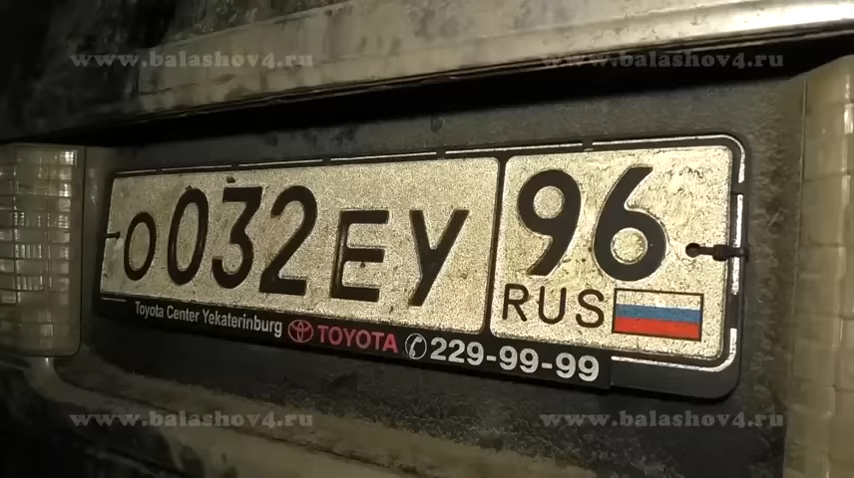 www.balashov4.ru www.balashov4.ru
О032ЕУ 96
RUS
Toyota Center Yekaterinburg TOYOTA 229-99-99
www.balashov4.ru www.balashov4.ru